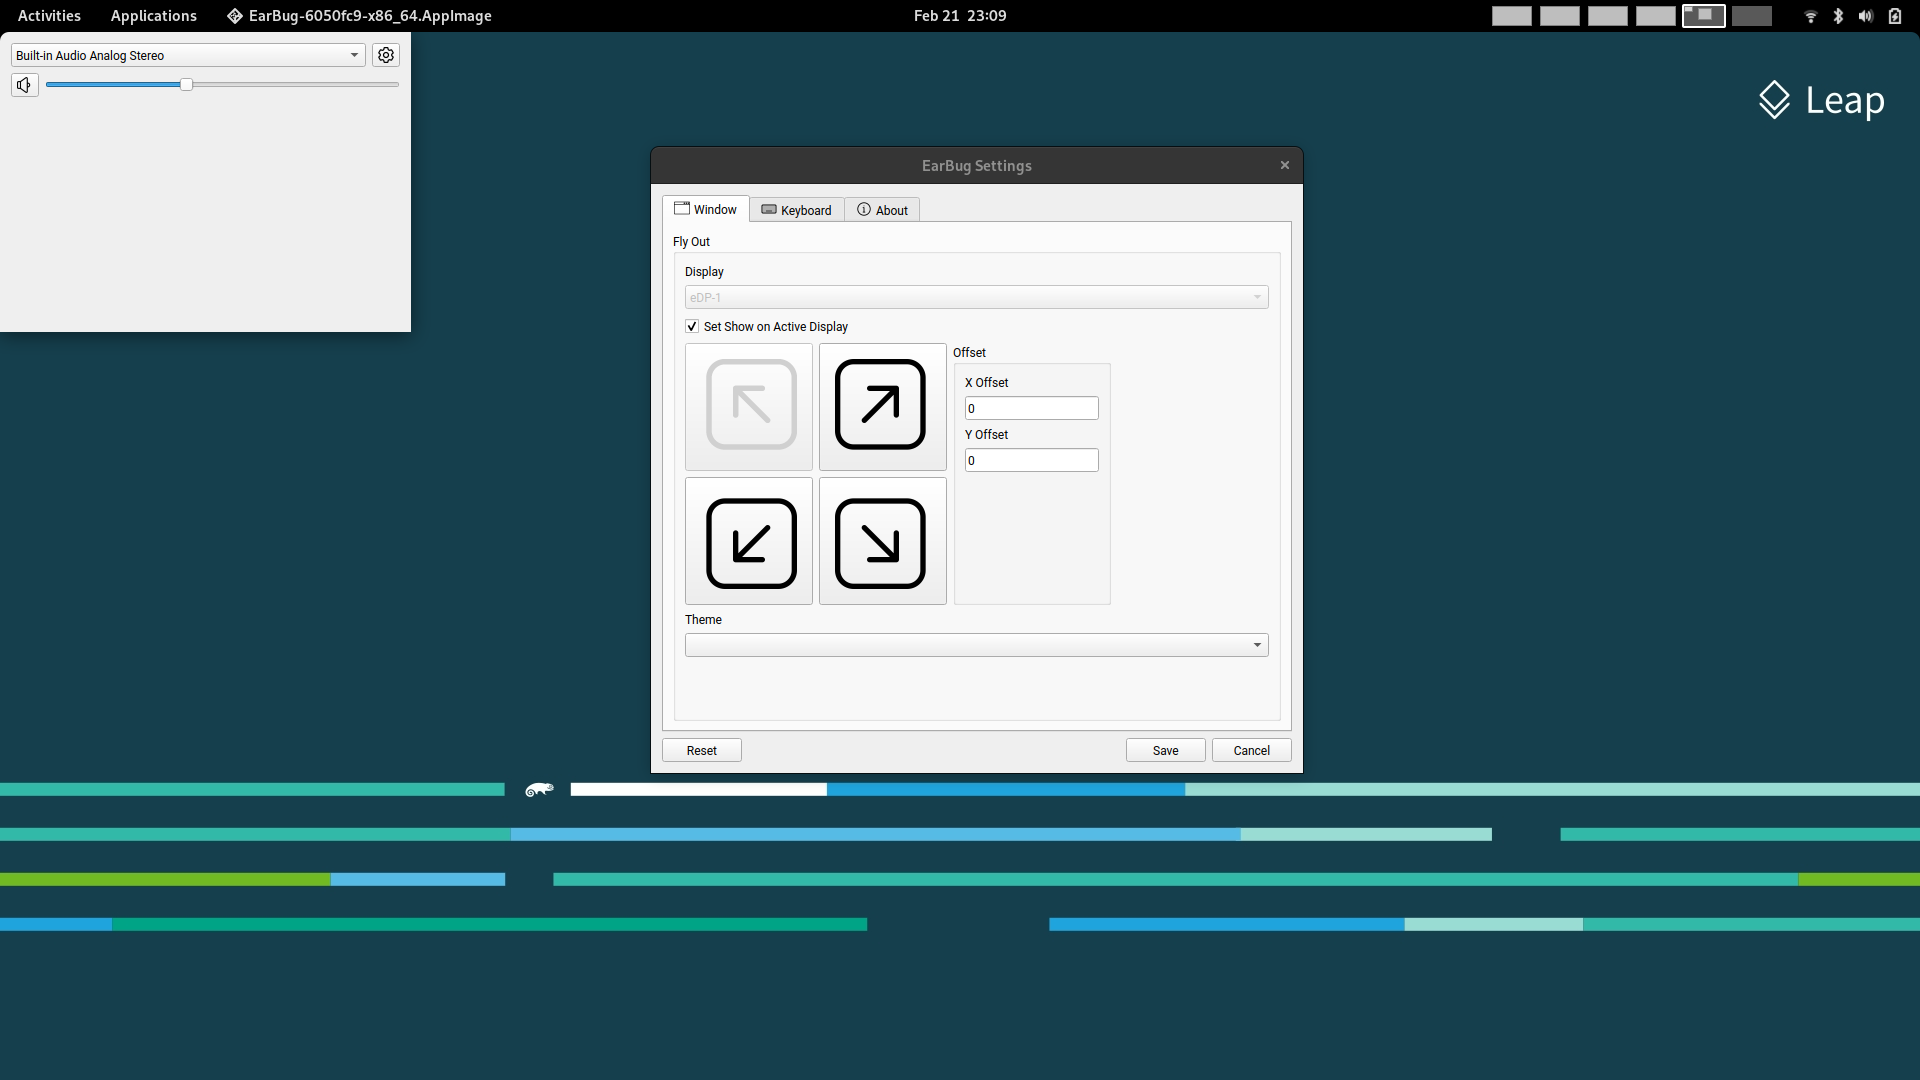 Activities
Applications
EarBug-6050fc9-x86_64.AppImage
Feb 21 23:09
Built-in Audio Analog Stereo
Leap
EarBug Settings
Window
Keyboard
About
Fly Out
Display
eDP-1
Set Show on Active Display
Offset
X Offset
0
Y Offset
0
Theme
Reset
Save
Cancel